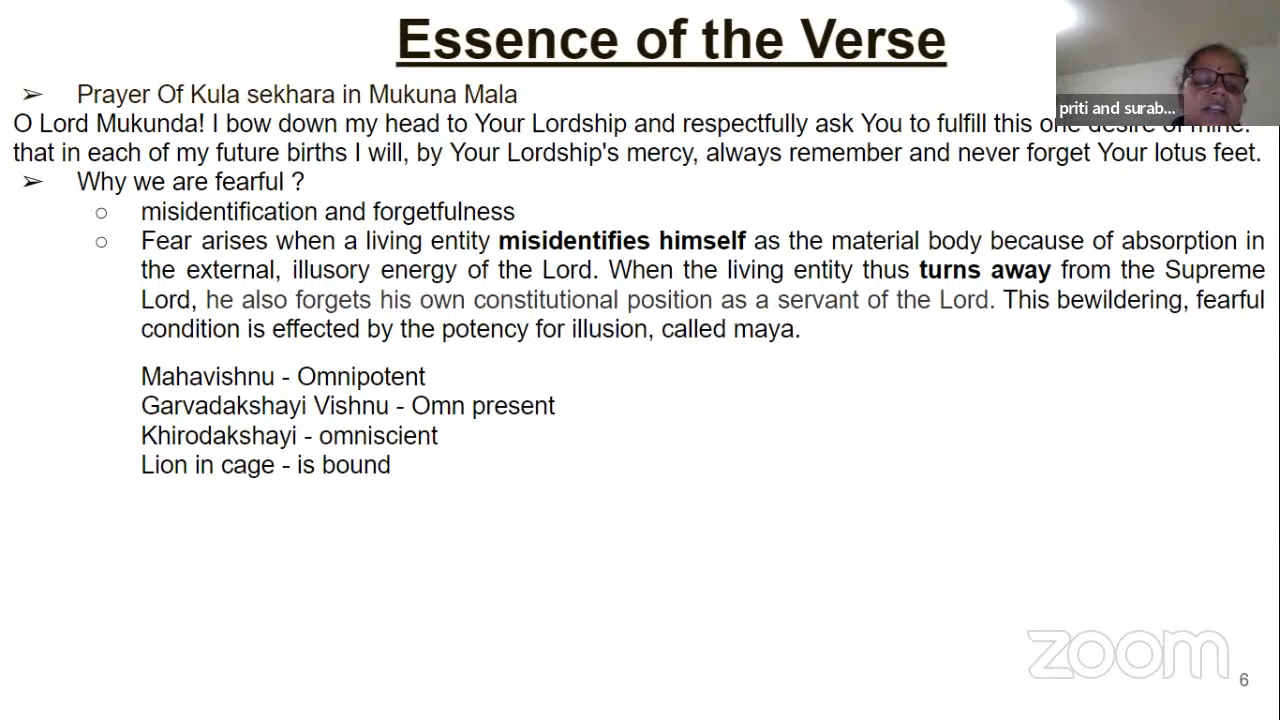 Essence of the Verse
➢ Prayer Of Kula sekhara in Mukuna Mala
priti and surab...
O Lord Mukunda! I bow down my head to Your Lordship and respectfully ask You to fulfill this one desire of mine:
that in each of my future births I will, by Your Lordship's mercy, always remember and never forget Your lotus feet.
➢ Why we are fearful ?
○ misidentification and forgetfulness
○ Fear arises when a living entity misidentifies himself as the material body because of absorption in
the external, illusory energy of the Lord. When the living entity thus turns away from the Supreme
Lord, he also forgets his own constitutional position as a servant of the Lord. This bewildering, fearful
condition is effected by the potency for illusion, called maya.
Mahavishnu - Omnipotent
Garvadakshayi Vishnu - Omn present
Khirodakshayi - omniscient
Lion in cage - is bound
zoom
6